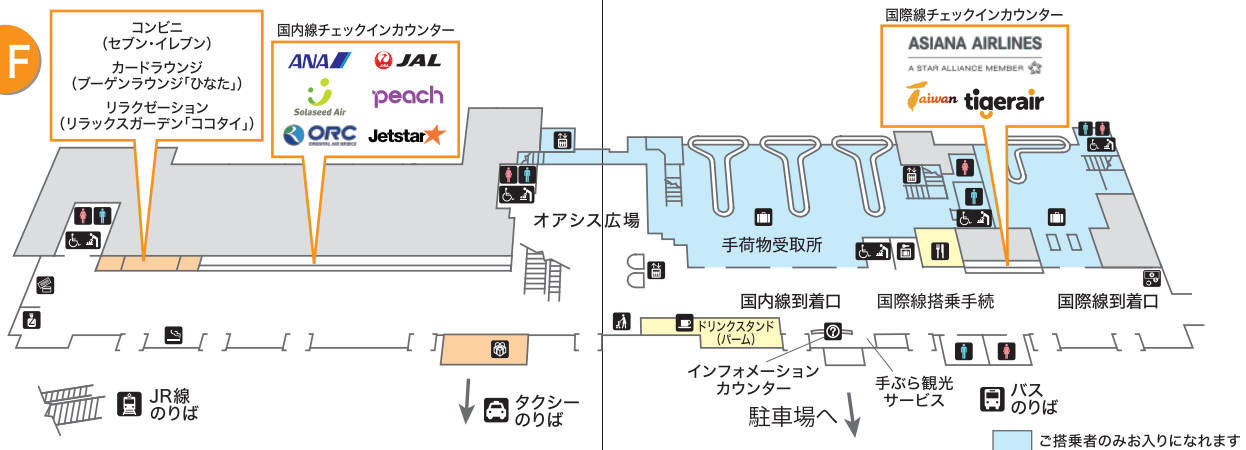 F
コンビニ
(セブン・イレブン)
カードラウンジ
(ブーゲンラウンジ「ひなた」)
リラクゼーション
(リラックスガーデン「ココタイ」)
国内線チェックインカウンター
ANA
JAL
Solaseed Air
peach
ORC
ORIENTAL AIR BRIDGE
Jetstar
国際線チェックインカウンター
ASIANA AIRLINES
A STAR ALLIANCE MEMBER
Taiwan tigerair
オアシス広場
手荷物受取所
国内線到着口
国際線搭乗手続
国際線到着口
ドリンクスタンド
(パーム)
インフォメーション
カウンター
手ぶら観光
サービス
JR線
のりば
タクシー
のりば
駐車場へ
バス
のりば
ご搭乗者のみお入りになれます